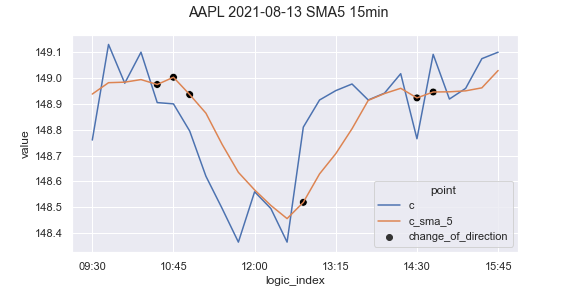 AAPL 2021-08-13 SMA5 15min
value
149.1
149.0
148.9
148.8
148.7
148.6
148.5
148.4
point
c
c_sma_5
change_of_direction
09:30 10:45 12:00 13:15 14:30 15:45
logic_index